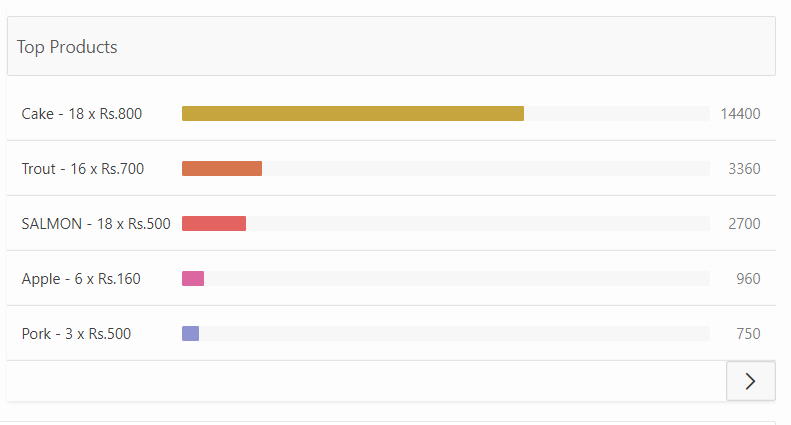 Top Products
Cake - 18 x Rs.800 14400
Trout - 16 x Rs.700 3360
SALMON - 18 x Rs.500 2700
Apple - 6 x Rs.160 960
Pork - 3 x Rs.500 750